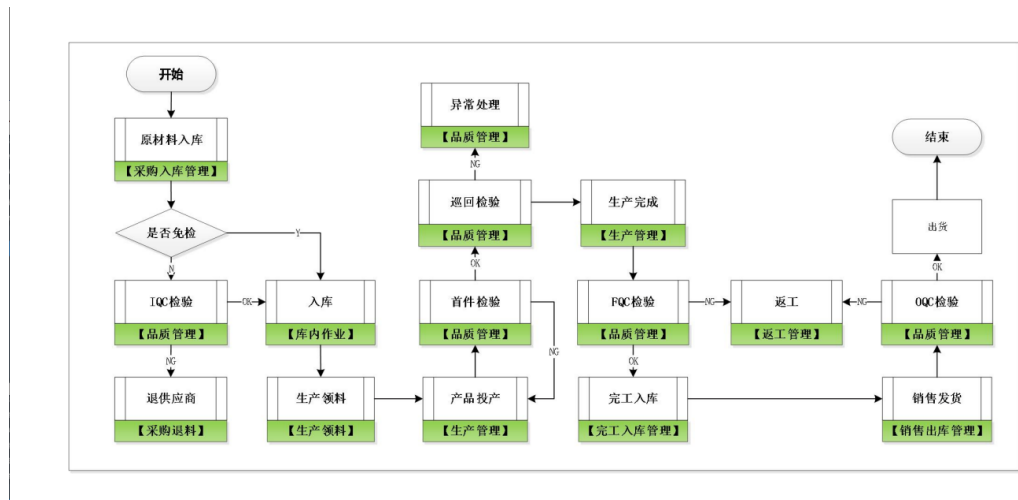 开始
原材料入库
【采购入库管理】
是否免检
Y
N
IQC检验
【品质管理】
OK
入库
【库内作业】
NG
退供应商
【采购退料】
生产领料
【生产领料】
产品投产
【生产管理】
首件检验
【品质管理】
NG
OK
巡回检验
【品质管理】
NG
异常处理
【品质管理】
生产完成
【生产管理】
FQC检验
【品质管理】
NG
返工
【返工管理】
OK
完工入库
【完工入库管理】
销售发货
【销售出库管理】
OQC检验
【品质管理】
NG
OK
出货
结束